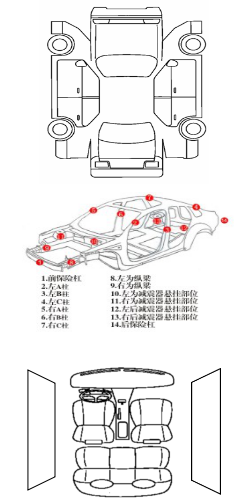 1.前保险杠
2.左A柱
3.左B柱
4.左C柱
5.右A柱
6.右B柱
7.右C柱
8.左为纵梁
9.右为纵梁
10.左为减震器悬挂部位
11.右为减震器悬挂部位
12.左后减震器悬挂部位
13.右后减震器悬挂部位
14.后保险杠